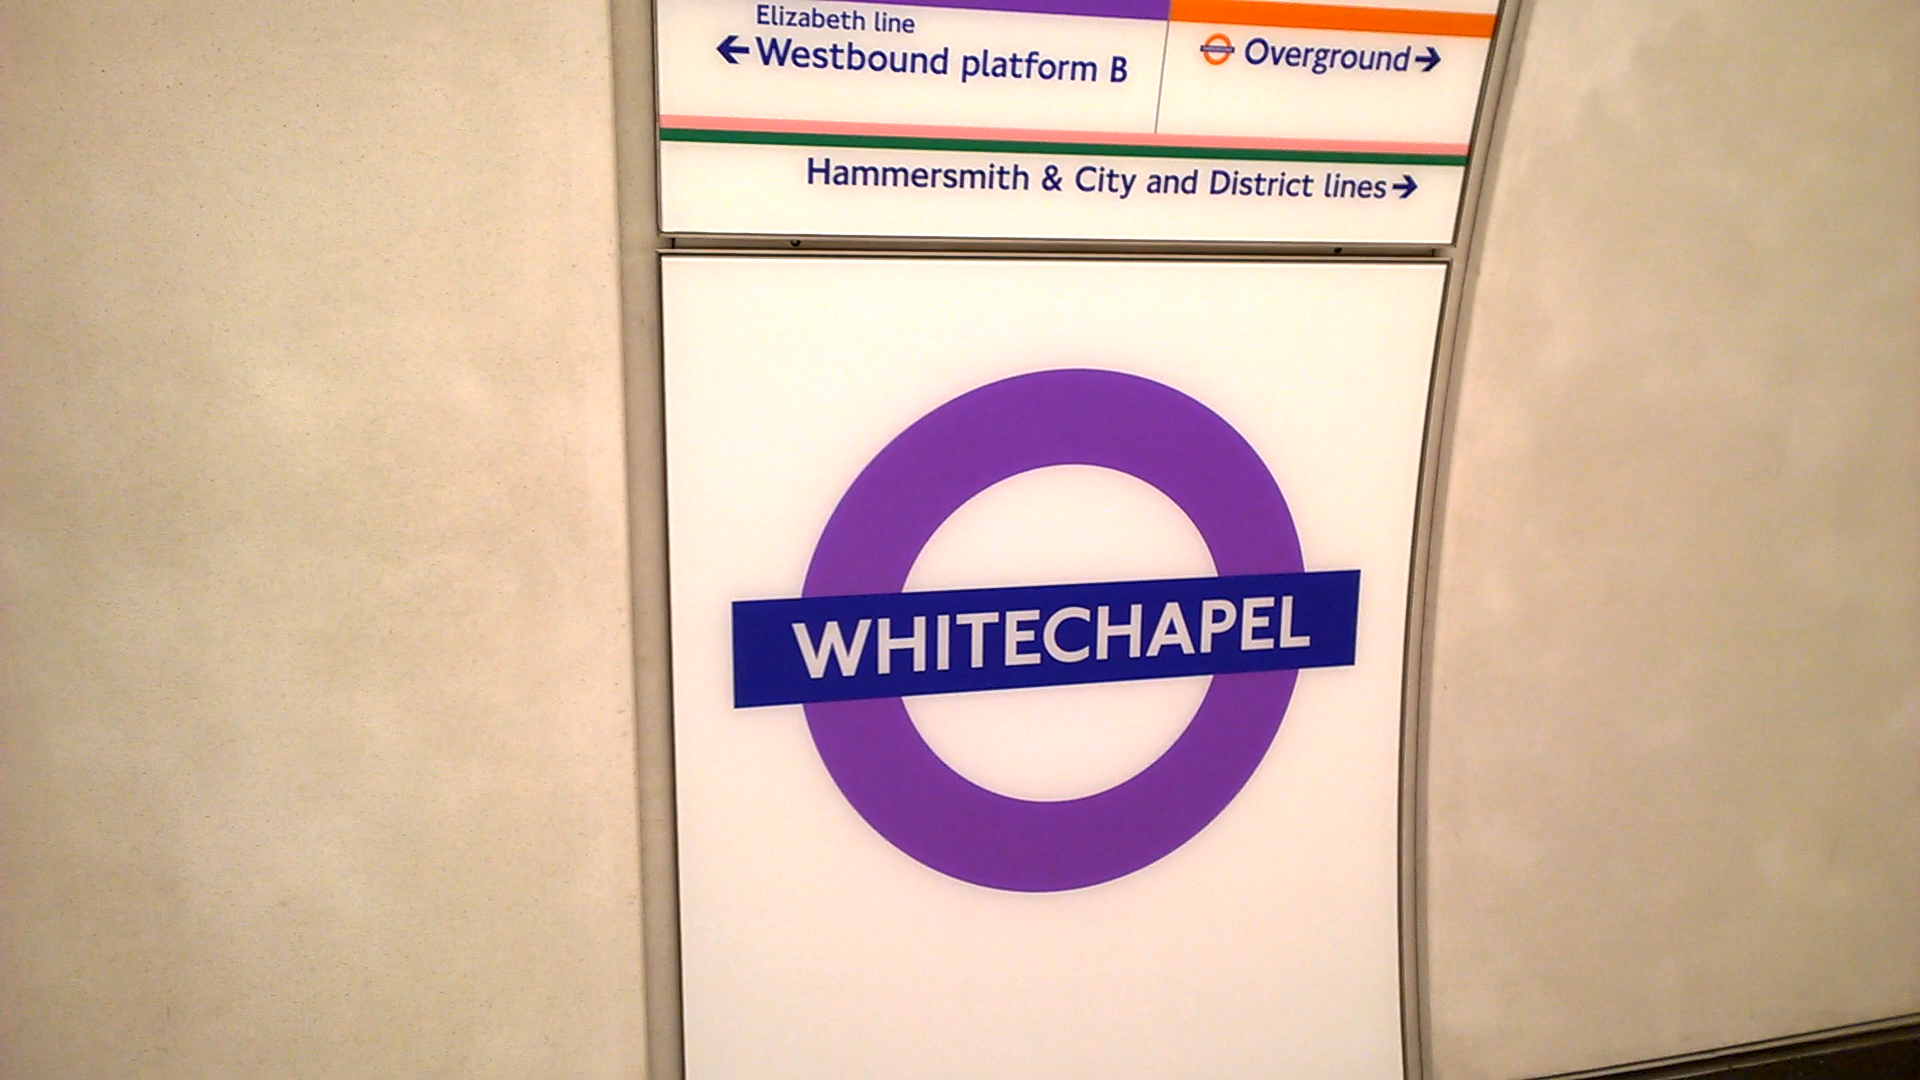 Elizabeth line
←Westbound platform B
Overground→
Hammersmith & City and District lines→
WHITECHAPEL